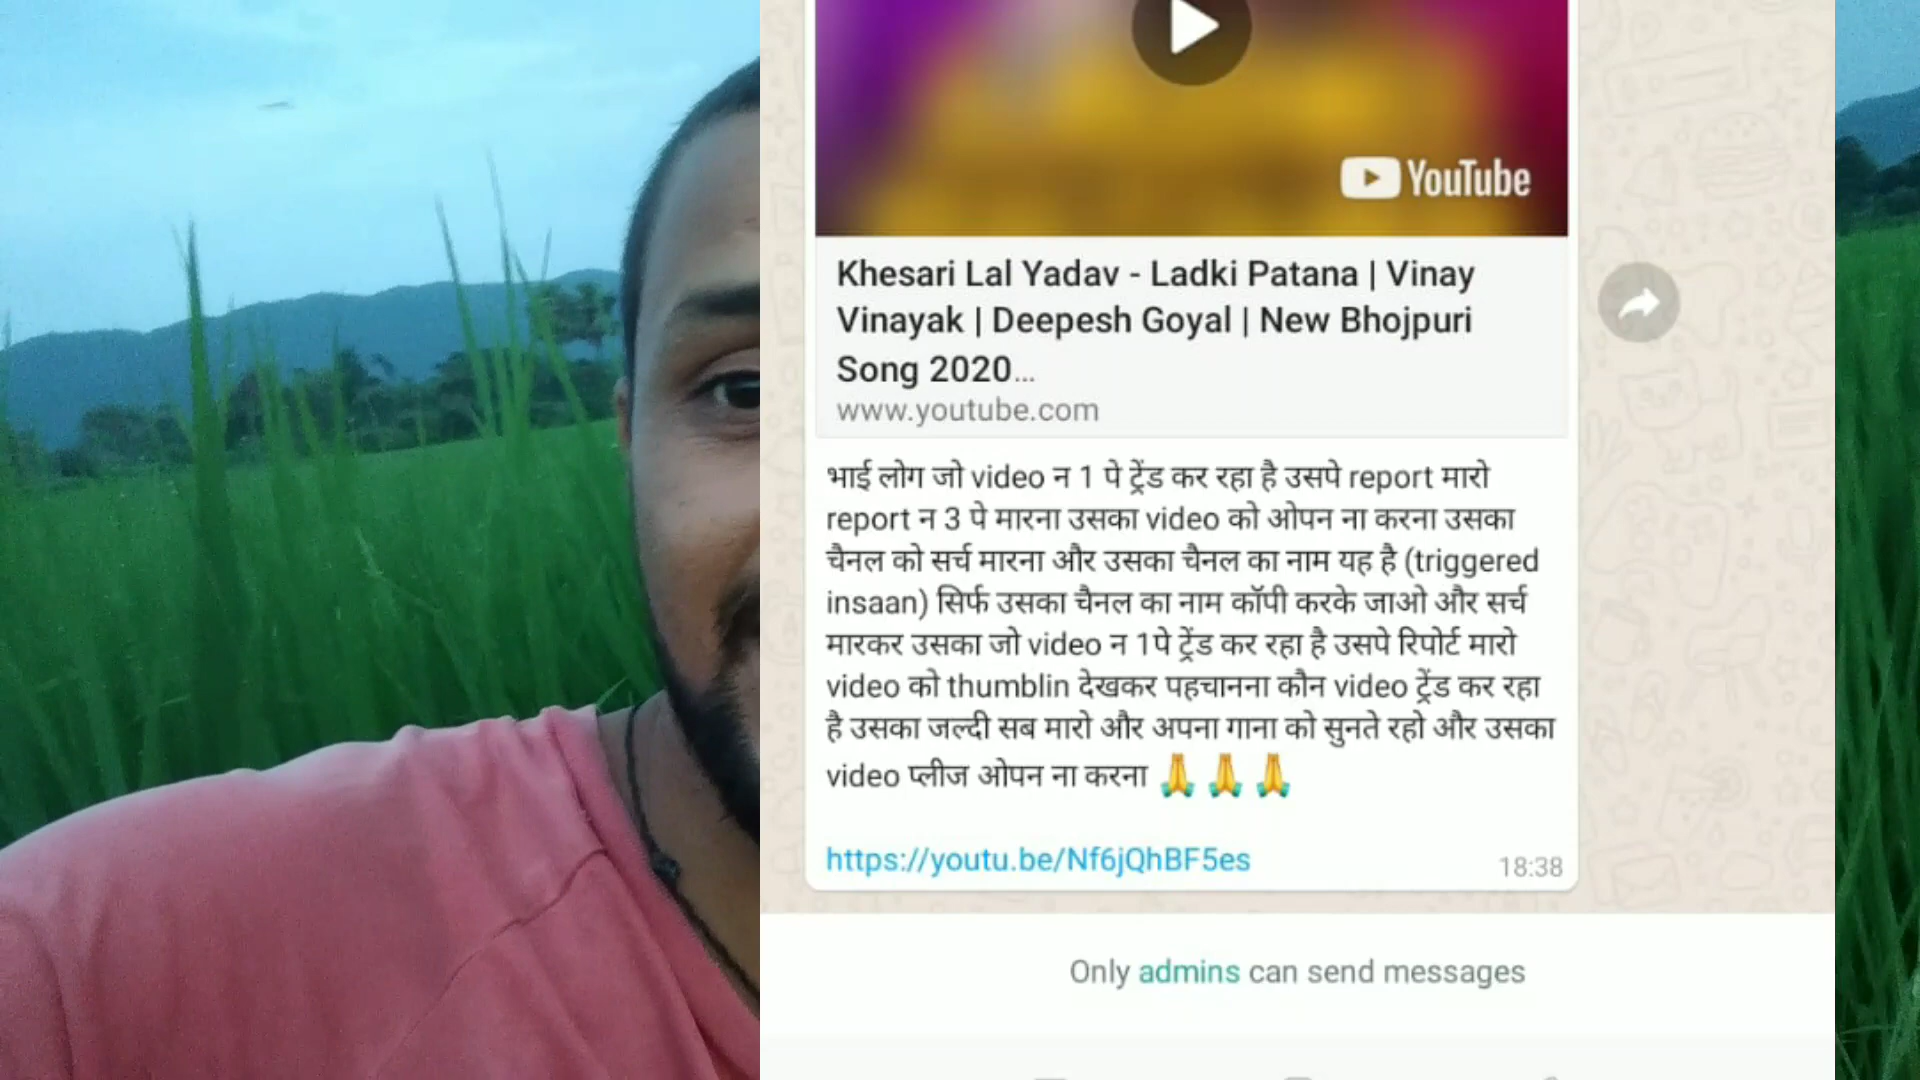 YouTube
Khesari Lal Yadav - Ladki Patana | Vinay
Vinayak | Deepesh Goyal | New Bhojpuri
Song 2020...
www.youtube.com
भाई लोग जो video न 1 पे ट्रेंड कर रहा है उसपे report मारो
report न 3 पे मारना उसका video को ओपन ना करना उसका
चैनल को सर्च मारना और उसका चैनल का नाम यह है (triggered
insaan) सिर्फ उसका चैनल का नाम कॉपी करके जाओ और सर्च
मारकर उसका जो video न 1पे ट्रेंड कर रहा है उसपे रिपोर्ट मारो
video को thumblin देखकर पहचानना कौन video ट्रेंड कर रहा
है उसका जल्दी सब मारो और अपना गाना को सुनते रहो और उसका
video प्लीज ओपन ना करना 🙏 🙏 🙏
https://youtu.be/Nf6jQhBF5es
18:38
Only admins can send messages